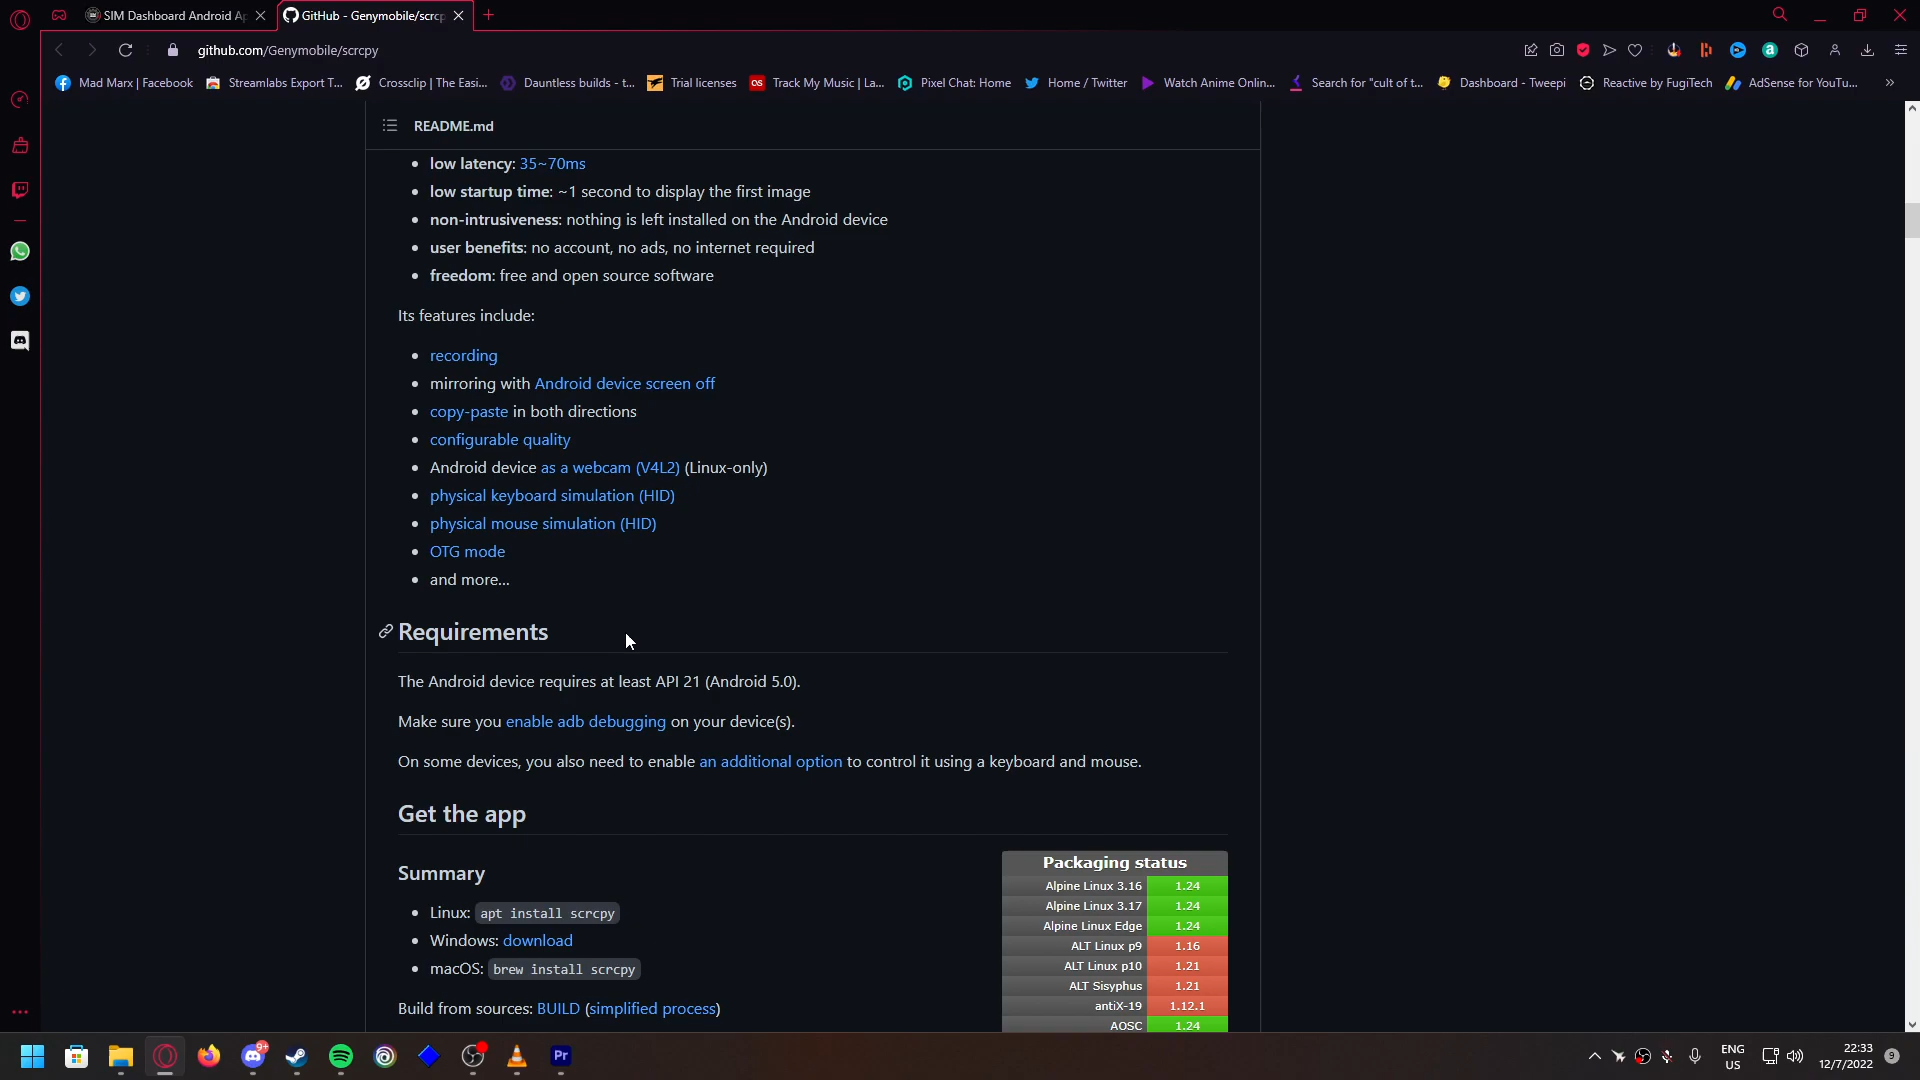 SIM Dashboard Android Ap
GitHub - Genymobile/scrcp
github.com/Genymobile/scrcpy
Mad Marx | Facebook
Streamlabs Export T...
Crossclip | The Easi...
Dauntless builds - t...
Trial licenses
Track My Music | La...
Pixel Chat: Home
Home / Twitter
Watch Anime Onlin...
Search for "cult of t...
Dashboard - Tweepi
Reactive by FugiTech
AdSense for YouTu...
»
README.md
low latency: 35~70ms
low startup time: ~1 second to display the first image
non-intrusiveness: nothing is left installed on the Android device
user benefits: no account, no ads, no internet required
freedom: free and open source software
Its features include:
recording
mirroring with Android device screen off
copy-paste in both directions
configurable quality
Android device as a webcam (V4L2) (Linux-only)
physical keyboard simulation (HID)
physical mouse simulation (HID)
OTG mode
and more...
Requirements
The Android device requires at least API 21 (Android 5.0).
Make sure you enable adb debugging on your device(s).
On some devices, you also need to enable an additional option to control it using a keyboard and mouse.
Get the app
Summary
Linux: apt install scrcpy
Windows: download
macOS: brew install scrcpy
Build from sources: BUILD (simplified process)
Packaging status
Alpine Linux 3.16 1.24
Alpine Linux 3.17 1.24
Alpine Linux Edge 1.24
ALT Linux p9 1.16
ALT Linux p10 1.21
ALT Sisyphus 1.21
antiX-19 1.12.1
AOSC 1.24
9+
Pr
ENG
US
22:33
12/7/2022
9